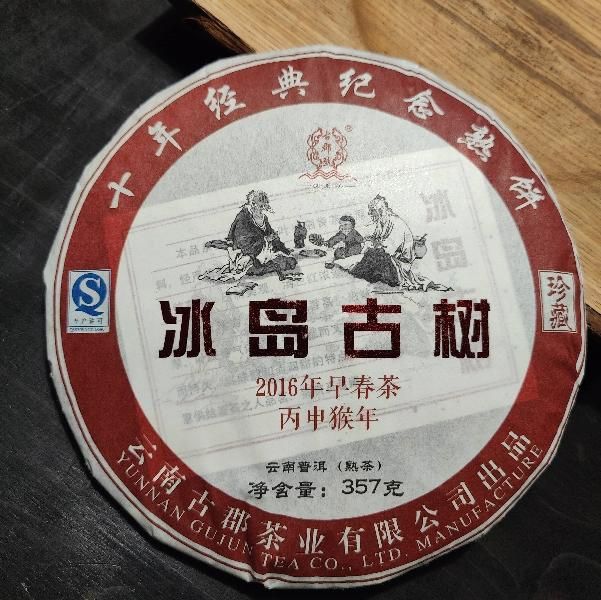 十年经典纪念熟饼
古郡
珍藏
冰岛古树
2016年早春茶
丙申猴年
云南普洱（熟茶）
净含量：357克
云南古郡茶业有限公司出品
YUNNAN GUJUN TEA CO., LTD. MANUFACTURE